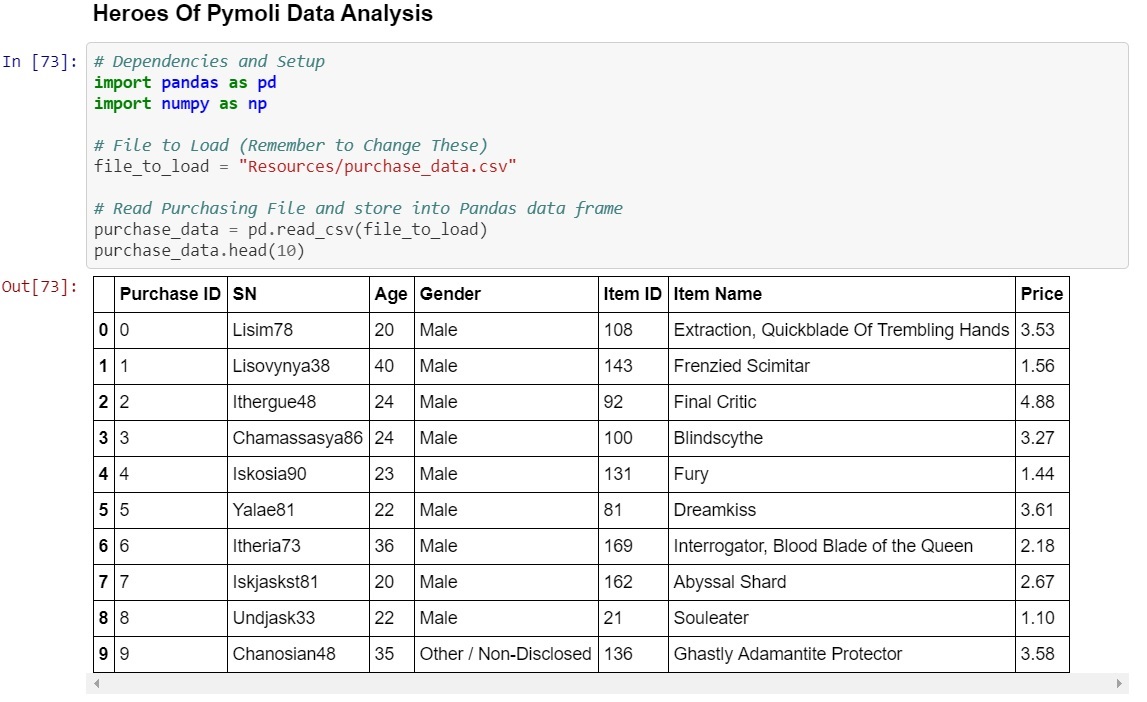 Heroes Of Pymoli Data Analysis
In [73]: # Dependencies and Setup
import pandas as pd
import numpy as np
# File to Load (Remember to Change These)
file_to_load = "Resources/purchase_data.csv"
# Read Purchasing File and store into Pandas data frame
purchase_data = pd.read_csv(file_to_load)
purchase_data.head(10)
Out[73]:
Purchase ID SN Age Gender Item ID Item Name Price
0 0 Lisim78 20 Male 108 Extraction, Quickblade Of Trembling Hands 3.53
1 1 Lisovynya38 40 Male 143 Frenzied Scimitar 1.56
2 2 Ithergue48 24 Male 92 Final Critic 4.88
3 3 Chamassasya86 24 Male 100 Blindscythe 3.27
4 4 Iskosia90 23 Male 131 Fury 1.44
5 5 Yalae81 22 Male 81 Dreamkiss 3.61
6 6 Itheria73 36 Male 169 Interrogator, Blood Blade of the Queen 2.18
7 7 Iskjaskst81 20 Male 162 Abyssal Shard 2.67
8 8 Undjask33 22 Male 21 Souleater 1.10
9 9 Chanosian48 35 Other / Non-Disclosed 136 Ghastly Adamantite Protector 3.58